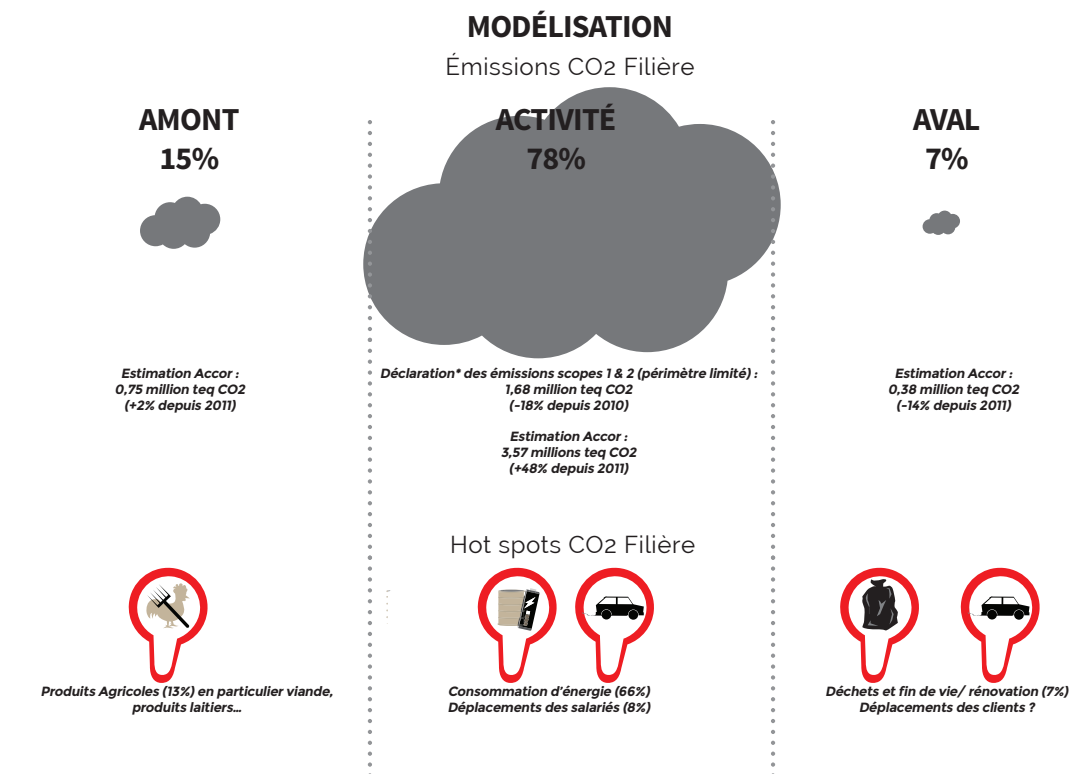 MODÉLISATION
Émissions CO2 Filière
AMONT
15%
ACTIVITÉ
78%
AVAL
7%
Estimation Accor :
0,75 million teq CO2
(+2% depuis 2011)
Déclaration* des émissions scopes 1 & 2 (périmètre limité) :
1,68 million teq CO2
(-18% depuis 2010)
Estimation Accor :
3,57 millions teq CO2
(+48% depuis 2011)
Estimation Accor :
0,38 million teq CO2
(-14% depuis 2011)
Hot spots CO2 Filière
Produits Agricoles (13%) en particulier viande,
produits laitiers...
Consommation d'énergie (66%)
Déplacements des salariés (8%)
Déchets et fin de vie/ rénovation (7%)
Déplacements des clients ?